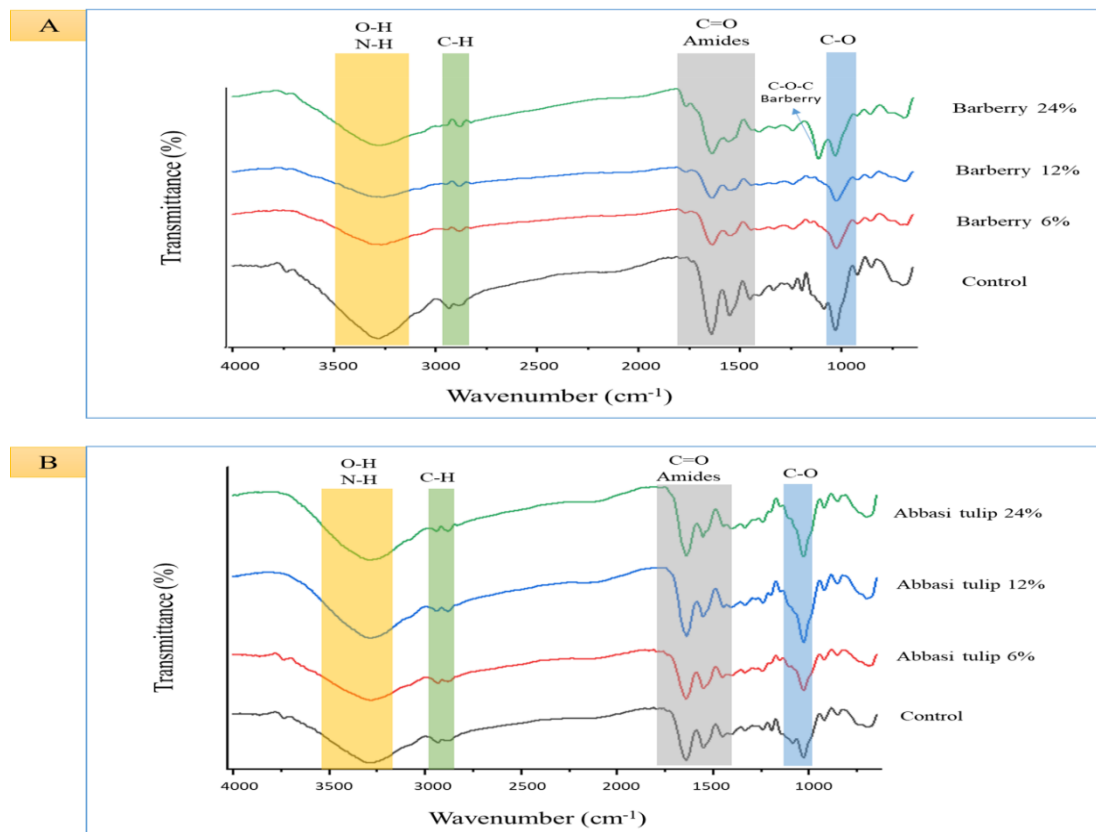 A
O-H
N-H
C-H
C=O
Amides
C-O
C-O-C
Barberry
Barberry 24%
Barberry 12%
Barberry 6%
Control
Transmittance (%)
4000 3500 3000 2500 2000 1500 1000
Wavenumber (cm⁻¹)
B
O-H
N-H
C-H
C=O
Amides
C-O
Abbasi tulip 24%
Abbasi tulip 12%
Abbasi tulip 6%
Control
Transmittance (%)
4000 3500 3000 2500 2000 1500 1000
Wavenumber (cm⁻¹)